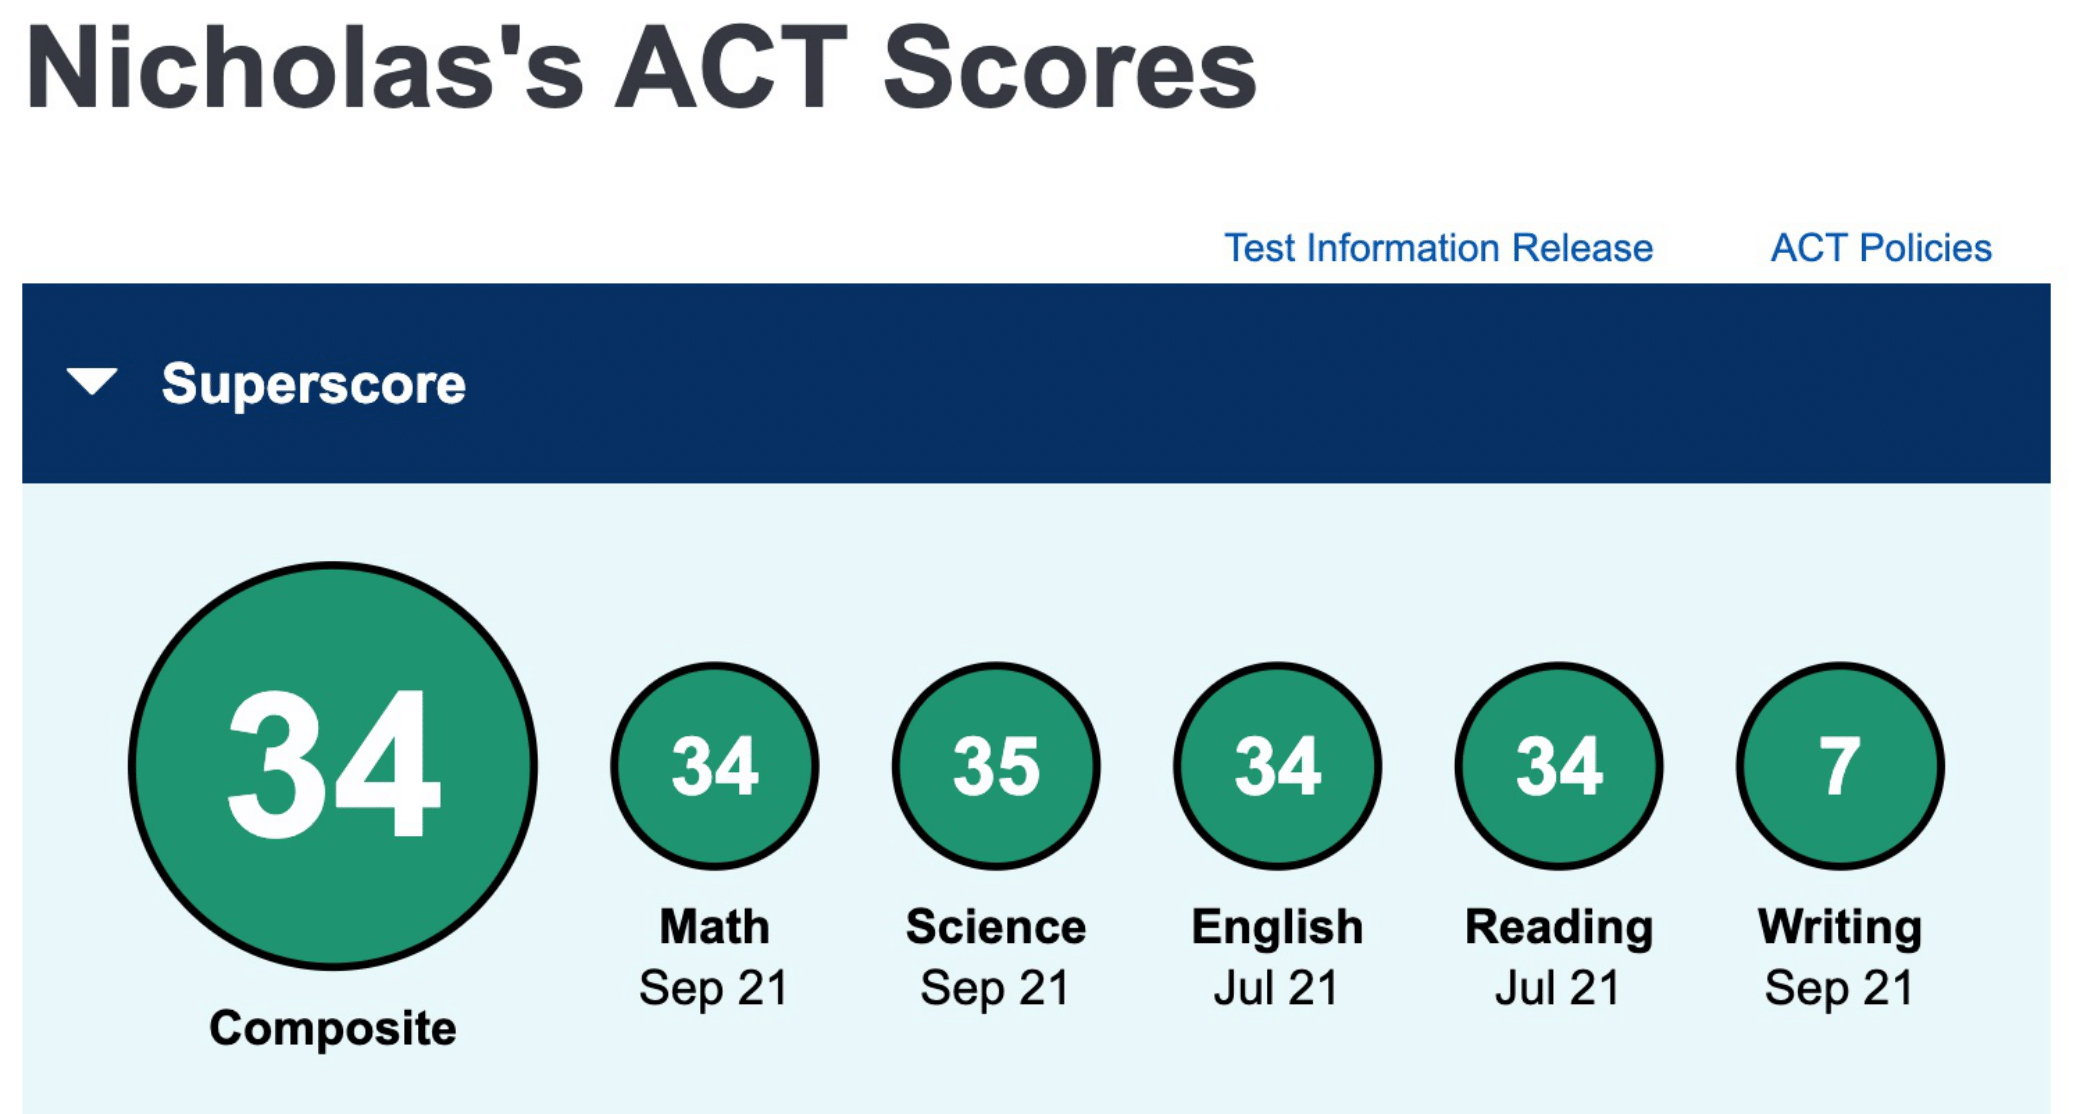 Nicholas's ACT Scores
Test Information Release ACT Policies
Superscore
34 34 35 34 34 7
Math Science English Reading Writing
Sep 21 Sep 21 Jul 21 Jul 21 Sep 21
Composite